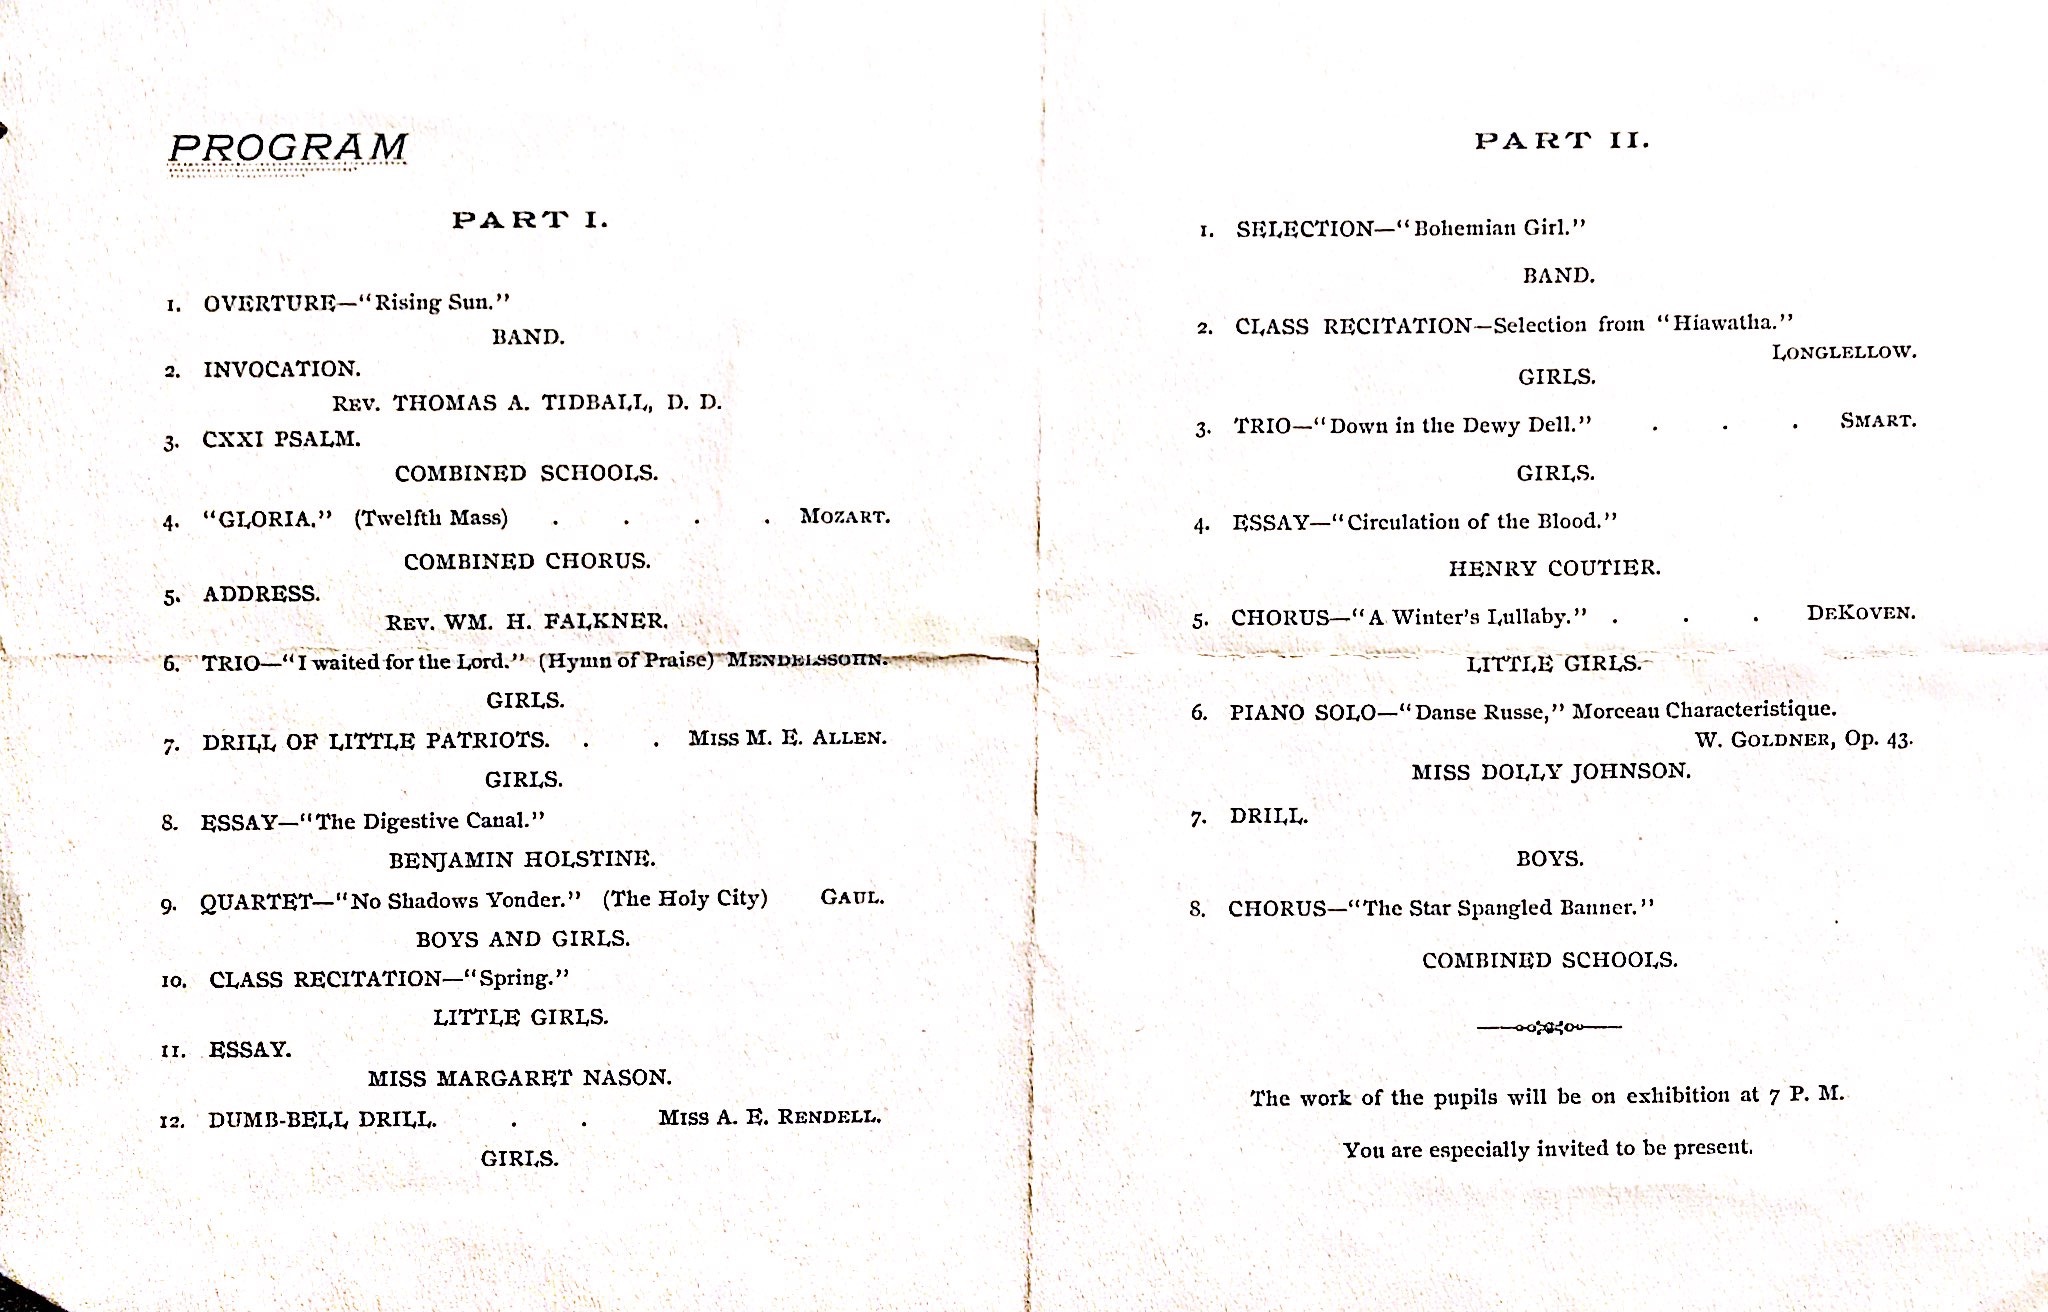 PROGRAM
PART I.
1. OVERTURE—"Rising Sun."
BAND.
2. INVOCATION.
REV. THOMAS A. TIDBALL, D. D.
3. CXXI PSALM.
COMBINED SCHOOLS.
4. "GLORIA." (Twelfth Mass) . . . . MOZART.
COMBINED CHORUS.
5. ADDRESS.
REV. WM. H. FALKNER.
6. TRIO—"I waited for the Lord." (Hymn of Praise) MENDELSSOHN.
GIRLS.
7. DRILL OF LITTLE PATRIOTS. . . MISS M. E. ALLEN.
GIRLS.
8. ESSAY—"The Digestive Canal."
BENJAMIN HOLSTINE.
9. QUARTET—"No Shadows Yonder." (The Holy City) GAUL.
BOYS AND GIRLS.
10. CLASS RECITATION—"Spring."
LITTLE GIRLS.
11. ESSAY.
MISS MARGARET NASON.
12. DUMB-BELL DRILL. . . MISS A. E. RENDELL.
GIRLS.
PART II.
1. SELECTION—"Bohemian Girl."
BAND.
2. CLASS RECITATION—Selection from "Hiawatha."
LONGLELLOW.
GIRLS.
3. TRIO—"Down in the Dewy Dell." . . . SMART.
GIRLS.
4. ESSAY—"Circulation of the Blood."
HENRY COUTIER.
5. CHORUS—"A Winter's Lullaby." . . . DEKOVEN.
LITTLE GIRLS.
6. PIANO SOLO—"Danse Russe," Morceau Characteristique.
W. GOLDNER, Op. 43.
MISS DOLLY JOHNSON.
7. DRILL.
BOYS.
8. CHORUS—"The Star Spangled Banner."
COMBINED SCHOOLS.
The work of the pupils will be on exhibition at 7 P. M.
You are especially invited to be present.